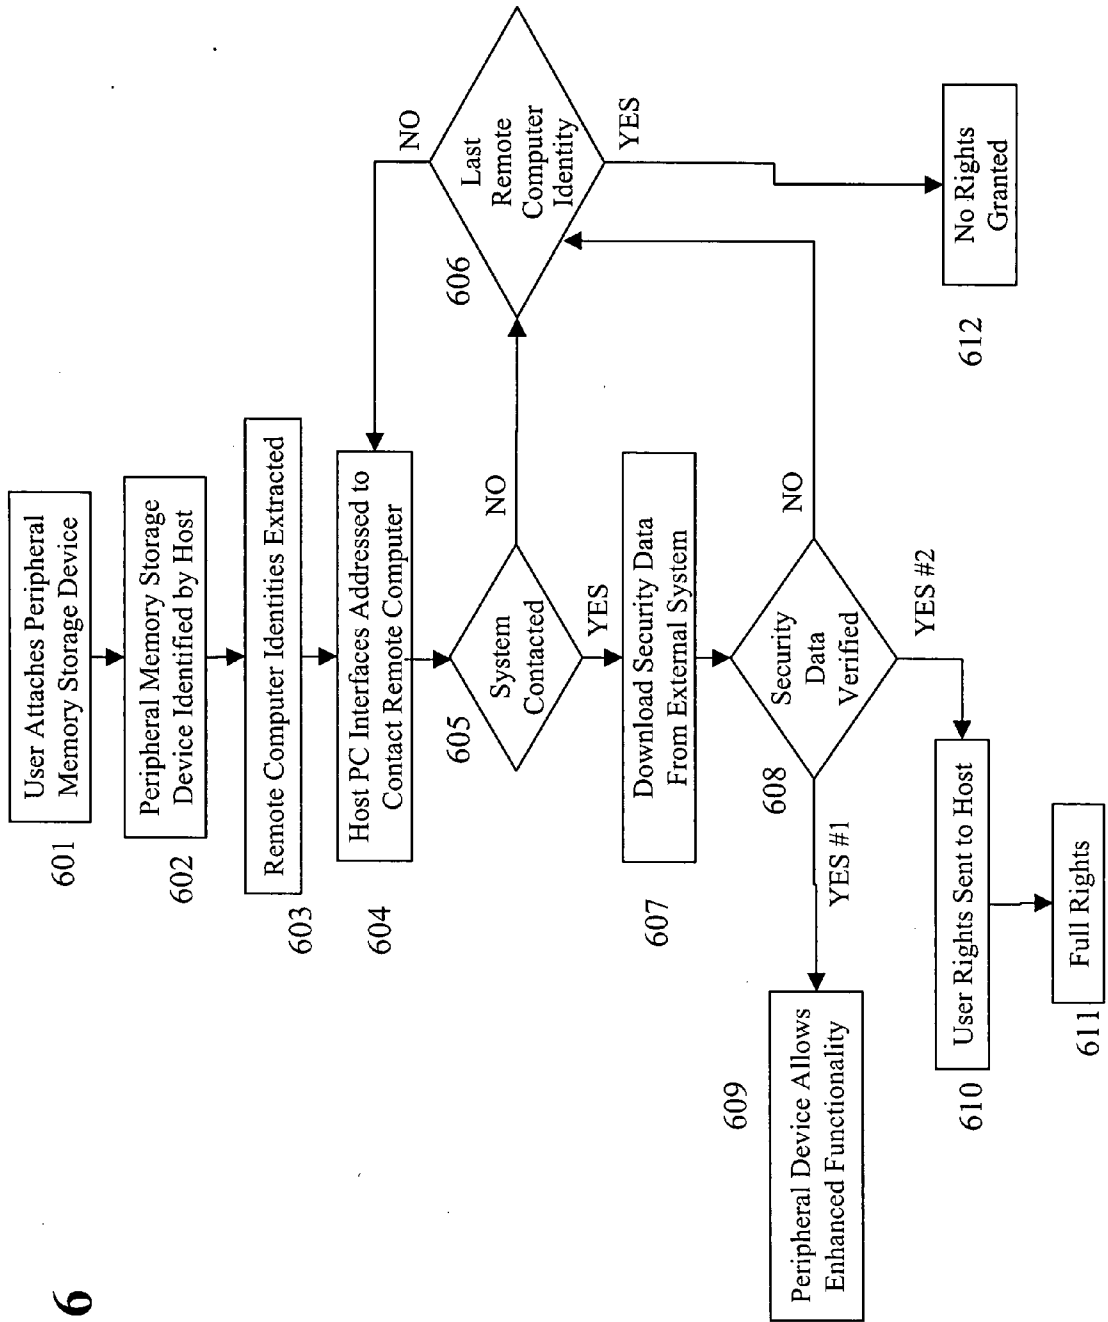 6
601
User Attaches Peripheral
Memory Storage Device
602
Peripheral Memory Storage
Device Identified by Host
603
Remote Computer Identities Extracted
604
Host PC Interfaces Addressed to
Contact Remote Computer
605
System
Contacted
NO
YES
606
Last
Remote
Computer
Identity
NO
YES
607
Download Security Data
From External System
608
Security
Data
Verified
NO
YES #1
YES #2
609
Peripheral Device Allows
Enhanced Functionality
610
User Rights Sent to Host
611
Full Rights
612
No Rights
Granted